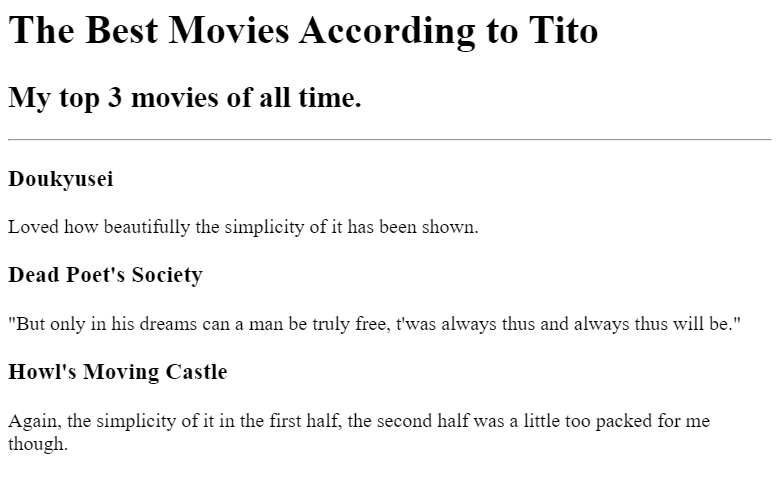 The Best Movies According to Tito
My top 3 movies of all time.
Doukyusei
Loved how beautifully the simplicity of it has been shown.
Dead Poet's Society
"But only in his dreams can a man be truly free, t'was always thus and always thus will be."
Howl's Moving Castle
Again, the simplicity of it in the first half, the second half was a little too packed for me
though.